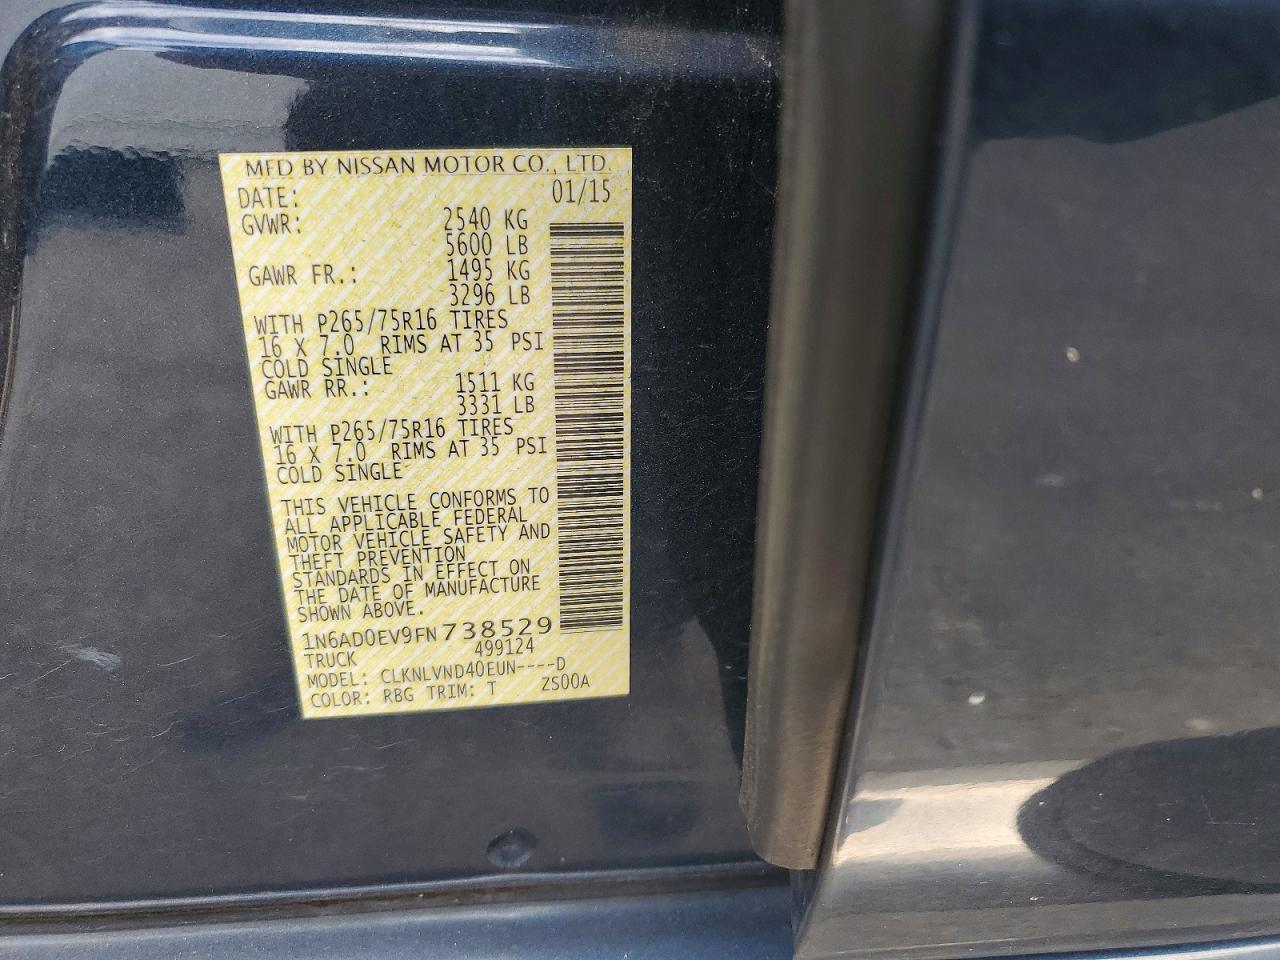 MFD BY NISSAN MOTOR CO., LTD.
DATE: 01/15
GVWR: 2540 KG
5600 LB
GAWR FR.: 1495 KG
3296 LB
WITH P265/75R16 TIRES
16 X 7.0 RIMS AT 35 PSI
COLD SINGLE
GAWR RR.: 1511 KG
3331 LB
WITH P265/75R16 TIRES
16 X 7.0 RIMS AT 35 PSI
COLD SINGLE
THIS VEHICLE CONFORMS TO
ALL APPLICABLE FEDERAL
MOTOR VEHICLE SAFETY AND
THEFT PREVENTION
STANDARDS IN EFFECT ON
THE DATE OF MANUFACTURE
SHOWN ABOVE.
1N6AD0EV9FN738529
TRUCK 499124
MODEL: CLKNLVND40EUN----D
COLOR: RBG TRIM: T ZS00A